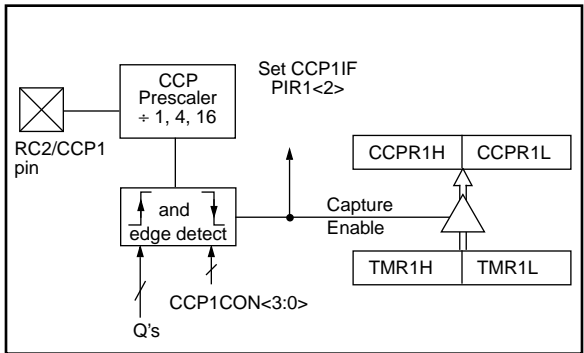 CCP
Prescaler
÷ 1, 4, 16
Set CCP1IF
PIR1<2>
RC2/CCP1
pin
CCPR1H
CCPR1L
and
edge detect
Capture
Enable
TMR1H
TMR1L
CCP1CON<3:0>
Q's